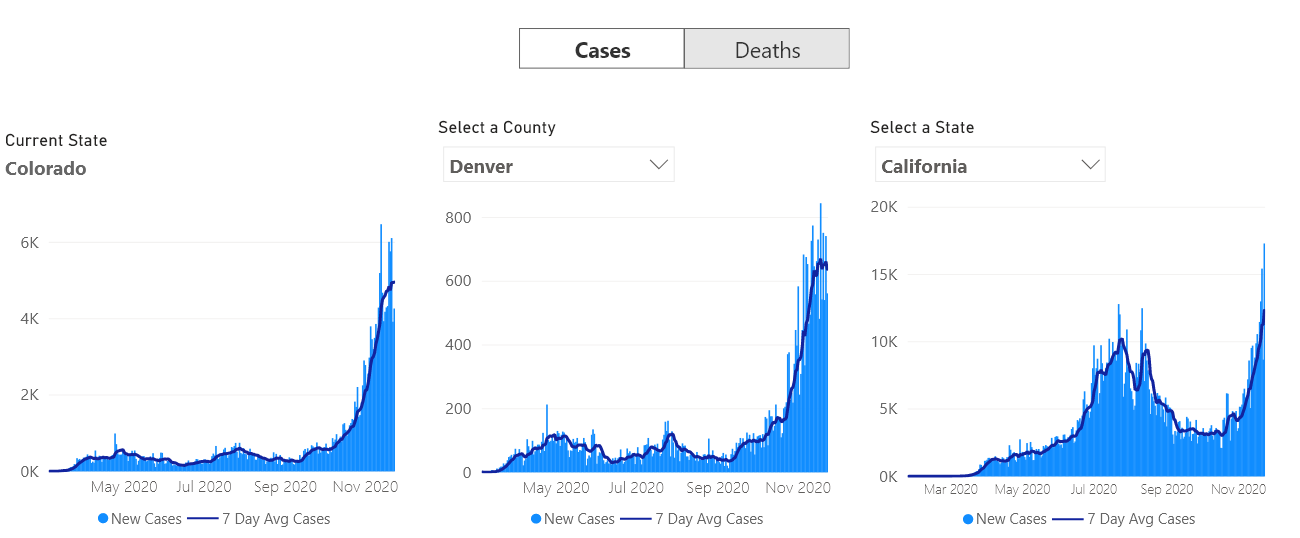 Cases Deaths
Current State
Colorado
6K
4K
2K
0K
May 2020 Jul 2020 Sep 2020 Nov 2020
New Cases 7 Day Avg Cases
Select a County
Denver
800
600
400
200
0
May 2020 Jul 2020 Sep 2020 Nov 2020
New Cases 7 Day Avg Cases
Select a State
California
20K
15K
10K
5K
0K
Mar 2020 May 2020 Jul 2020 Sep 2020 Nov 2020
New Cases 7 Day Avg Cases